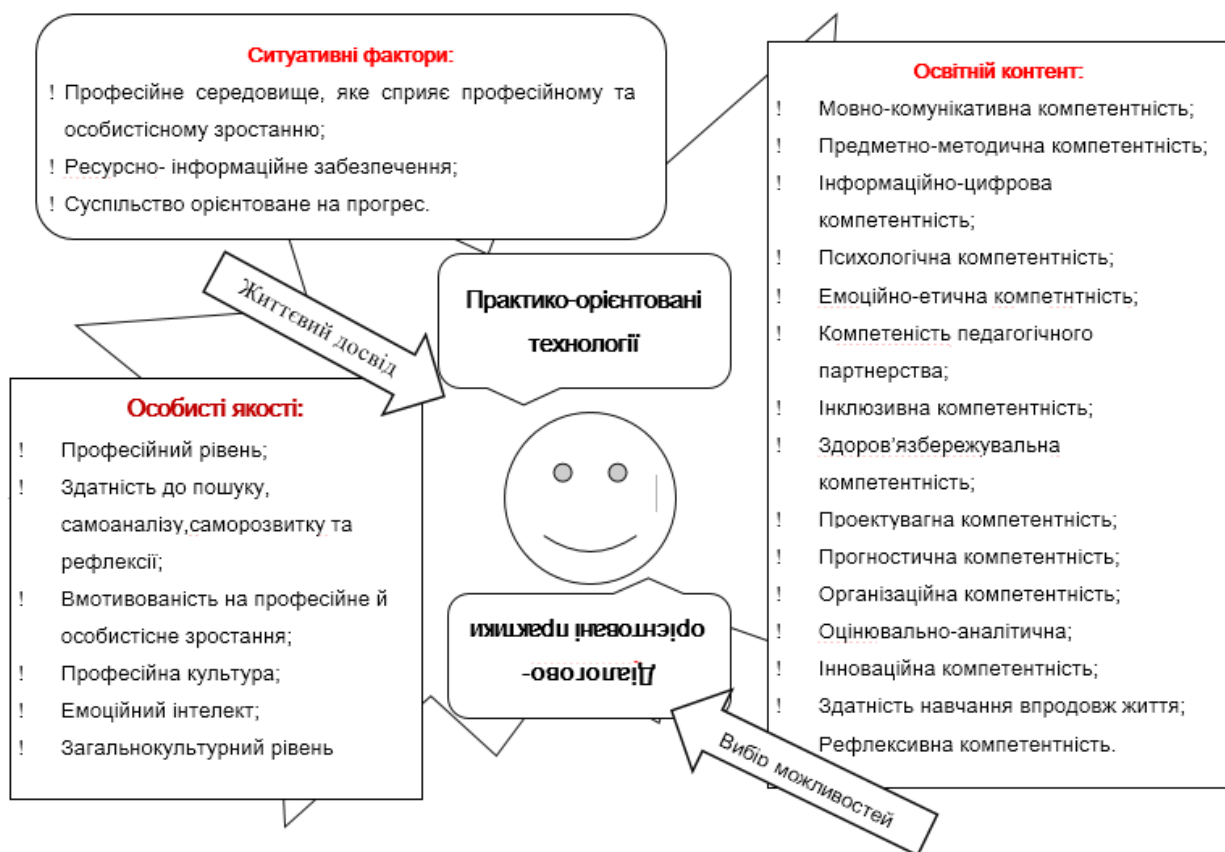 Ситуативні фактори:
! Професійне середовище, яке сприяє професійному та
особистісному зростанню;
! Ресурсно- інформаційне забезпечення;
! Суспільство орієнтоване на прогрес.
Життєвий досвід
Практико-орієнтовані
технології
Особисті якості:
! Професійний рівень;
! Здатність до пошуку,
самоаналізу,саморозвитку та
рефлексії;
! Вмотивованість на професійне й
особистісне зростання;
! Професійна культура;
! Емоційний інтелект;
! Загальнокультурний рівень
Діалогово-
орієнтовані практики
Вибір можливостей
Освітній контент:
! Мовно-комунікативна компетентність;
! Предметно-методична компетентність;
! Інформаційно-цифрова
компетентність;
! Психологічна компетентність;
! Емоційно-етична компетнтність;
! Компетеність педагогічного
партнерства;
! Інклюзивна компетентність;
! Здоров’язбережувальна
компетентність;
! Проектувагна компетентність;
! Прогностична компетентність;
! Організаційна компетентність;
! Оцінювально-аналітична;
! Інноваційна компетентність;
! Здатність навчання впродовж життя;
Рефлексивна компетентність.